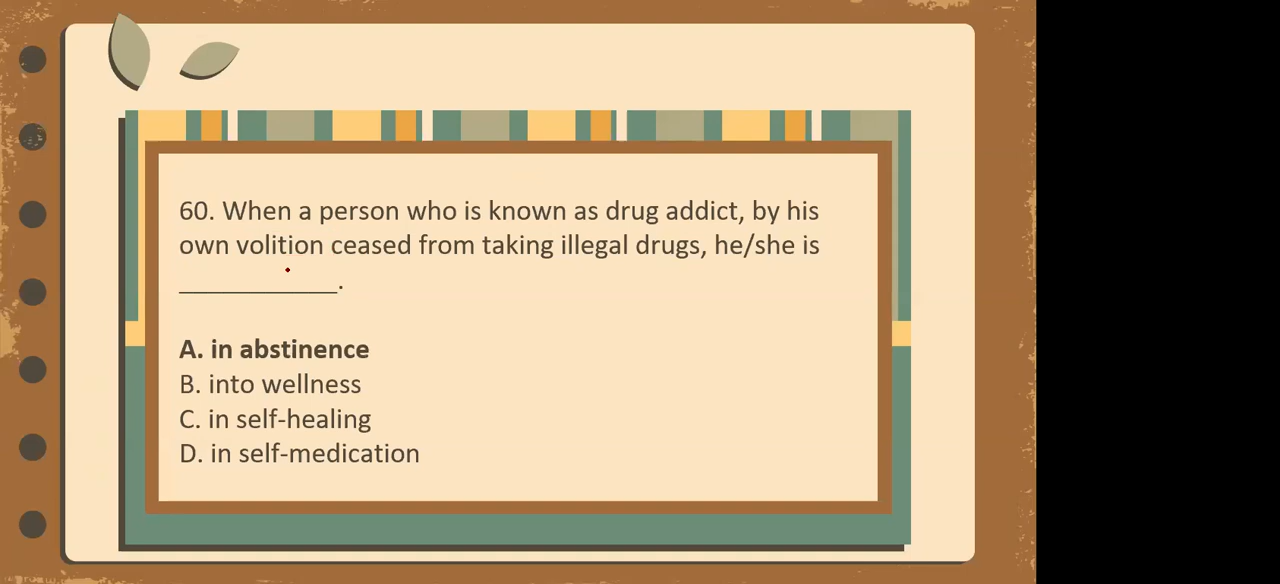 60. When a person who is known as drug addict, by his
own volition ceased from taking illegal drugs, he/she is
____________.
A. in abstinence
B. into wellness
C. in self-healing
D. in self-medication